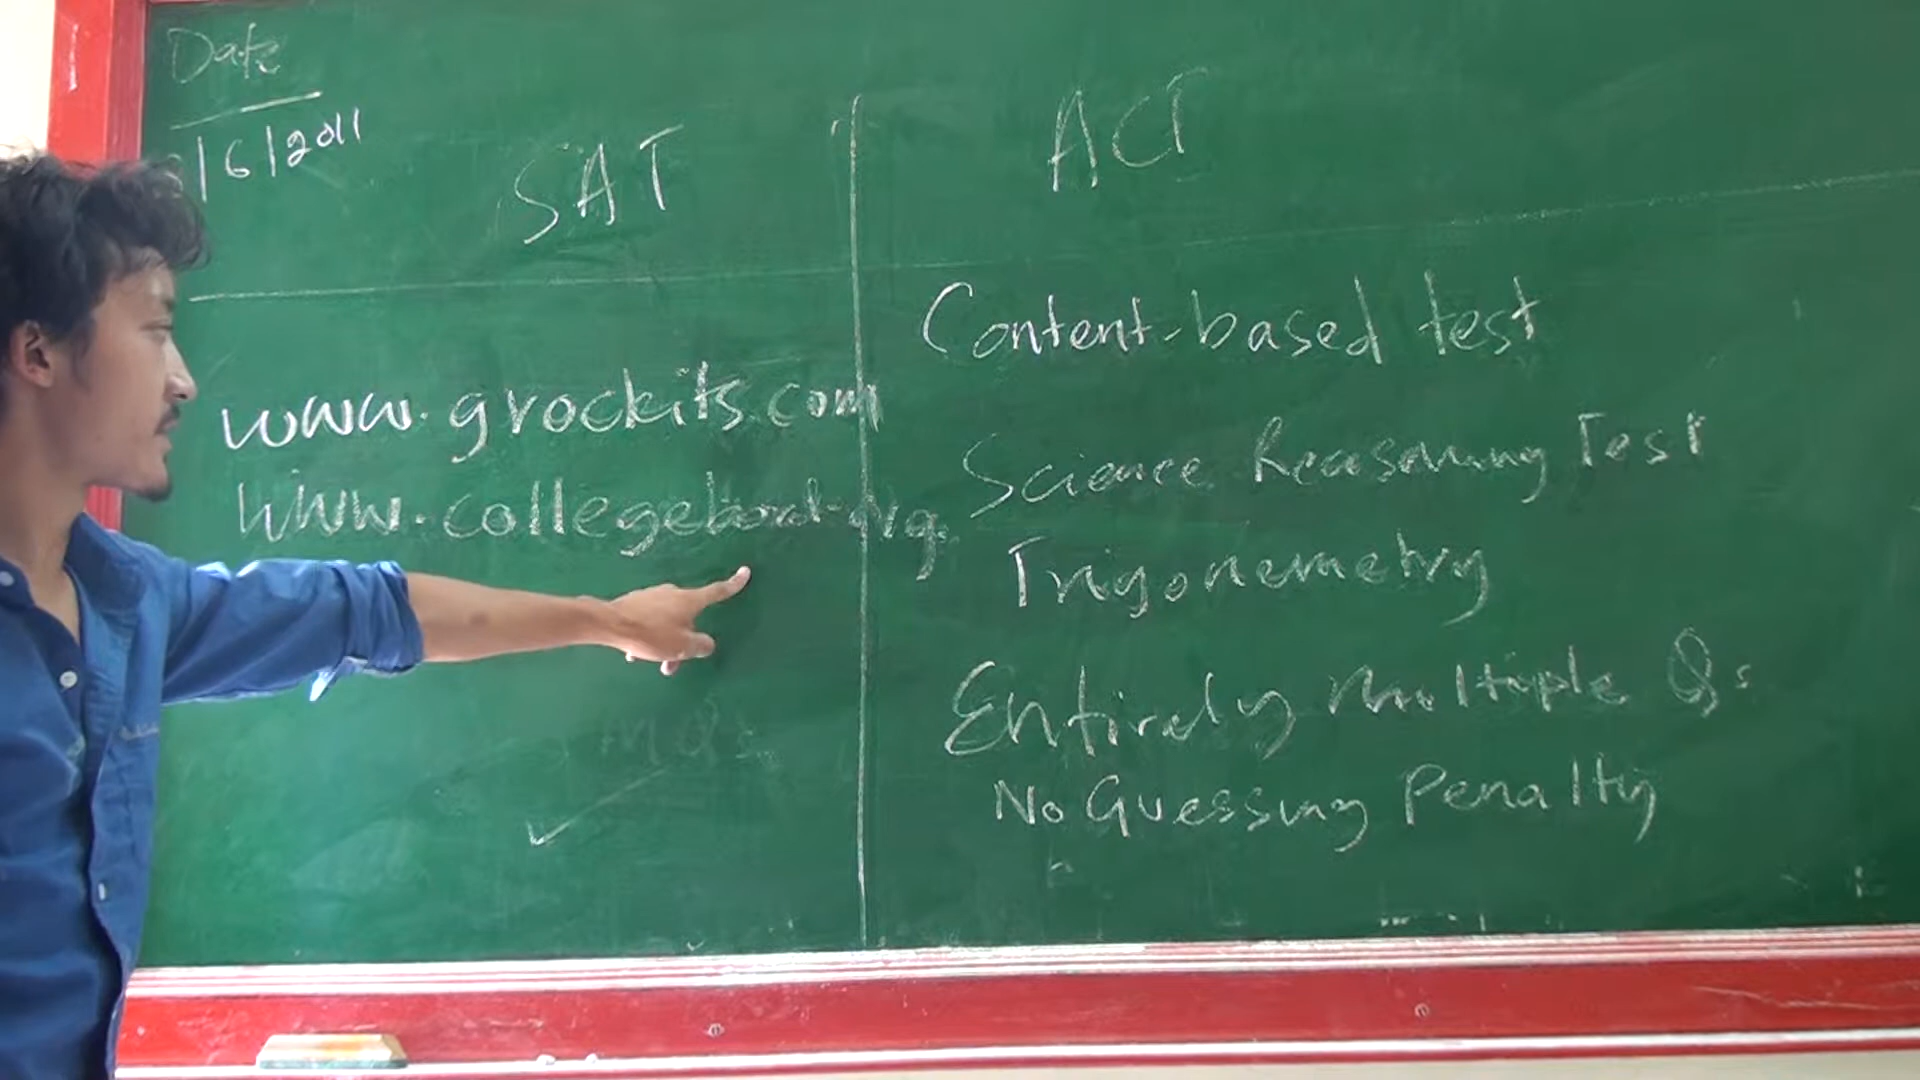 Date
/6/2011
SAT
www.grockits.com
www.collegeboard.org
ACT
Content-based test
Science Reasoning Test
Trigonemetry
Entirely Multiple Qs
No Guessing Penalty